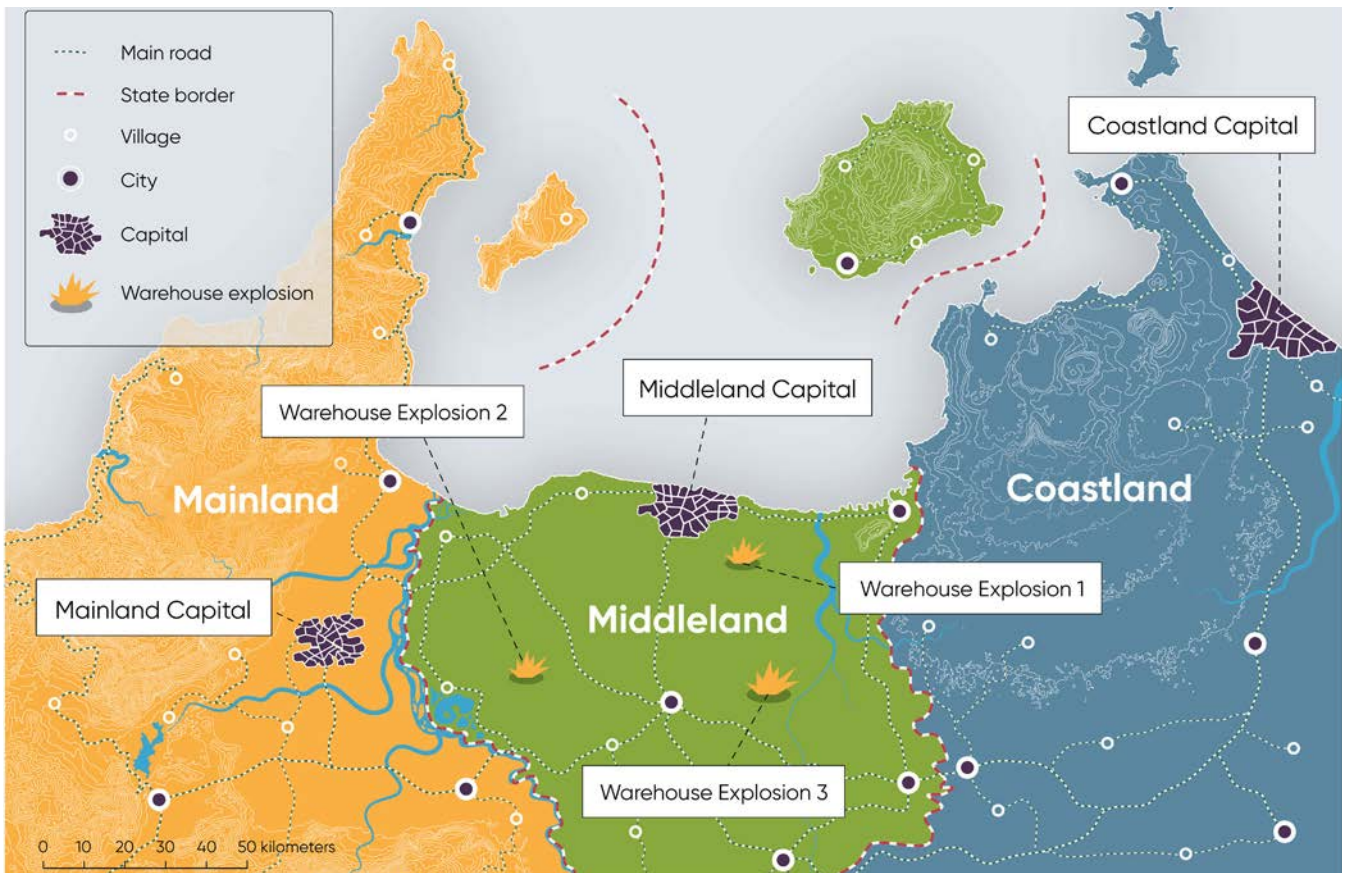 Main road
State border
Village
City
Capital
Warehouse explosion
Coastland Capital
Middleland Capital
Warehouse Explosion 2
Mainland
Coastland
Warehouse Explosion 1
Mainland Capital
Middleland
Warehouse Explosion 3
0 10 20 30 40 50 kilometers